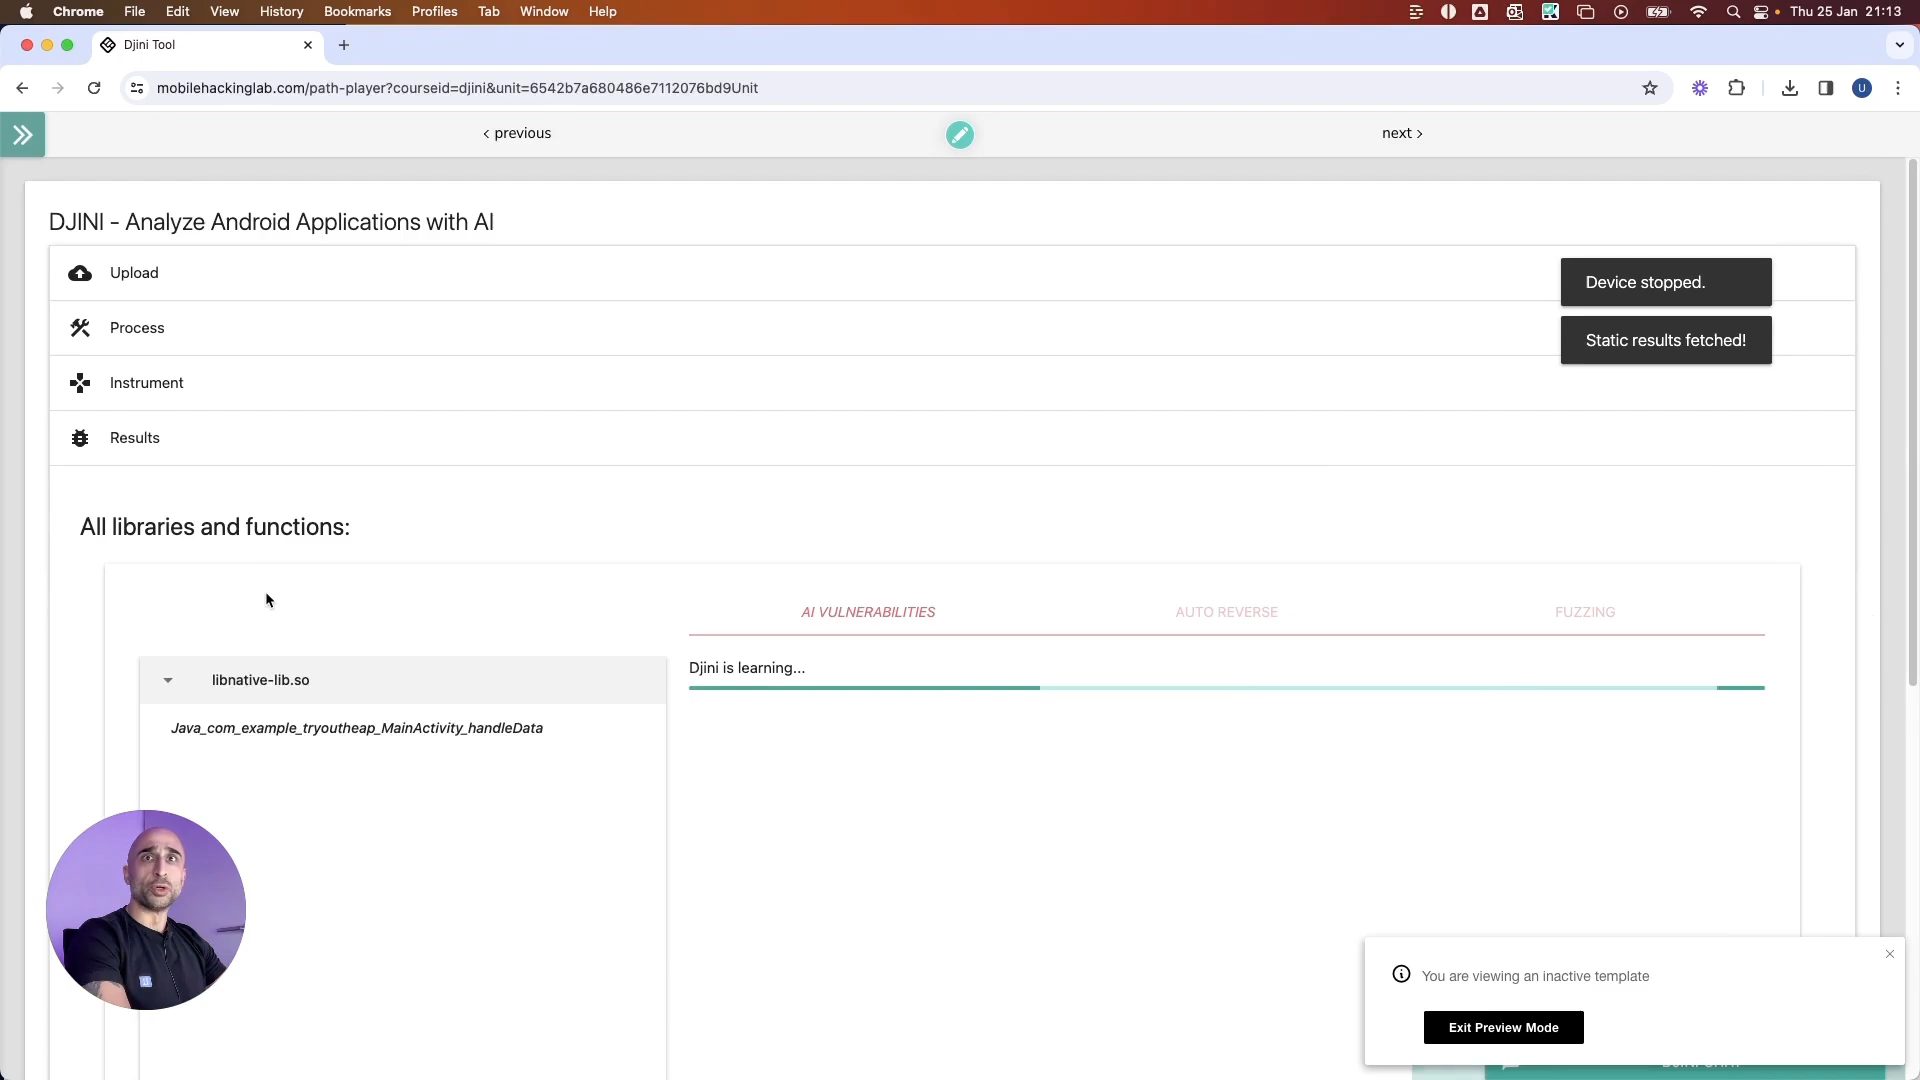 Chrome File Edit View History Bookmarks Profiles Tab Window Help Thu 25 Jan 21:13
Djini Tool
mobilehackinglab.com/path-player?courseid=djini&unit=6542b7a680486e7112076bd9Unit
U
< previous
next >
DJINI - Analyze Android Applications with AI
Upload
Device stopped.
Process
Static results fetched!
Instrument
Results
All libraries and functions:
AI VULNERABILITIES AUTO REVERSE FUZZING
Djini is learning...
libnative-lib.so
Java_com_example_tryoutheap_MainActivity_handleData
You are viewing an inactive template
Exit Preview Mode